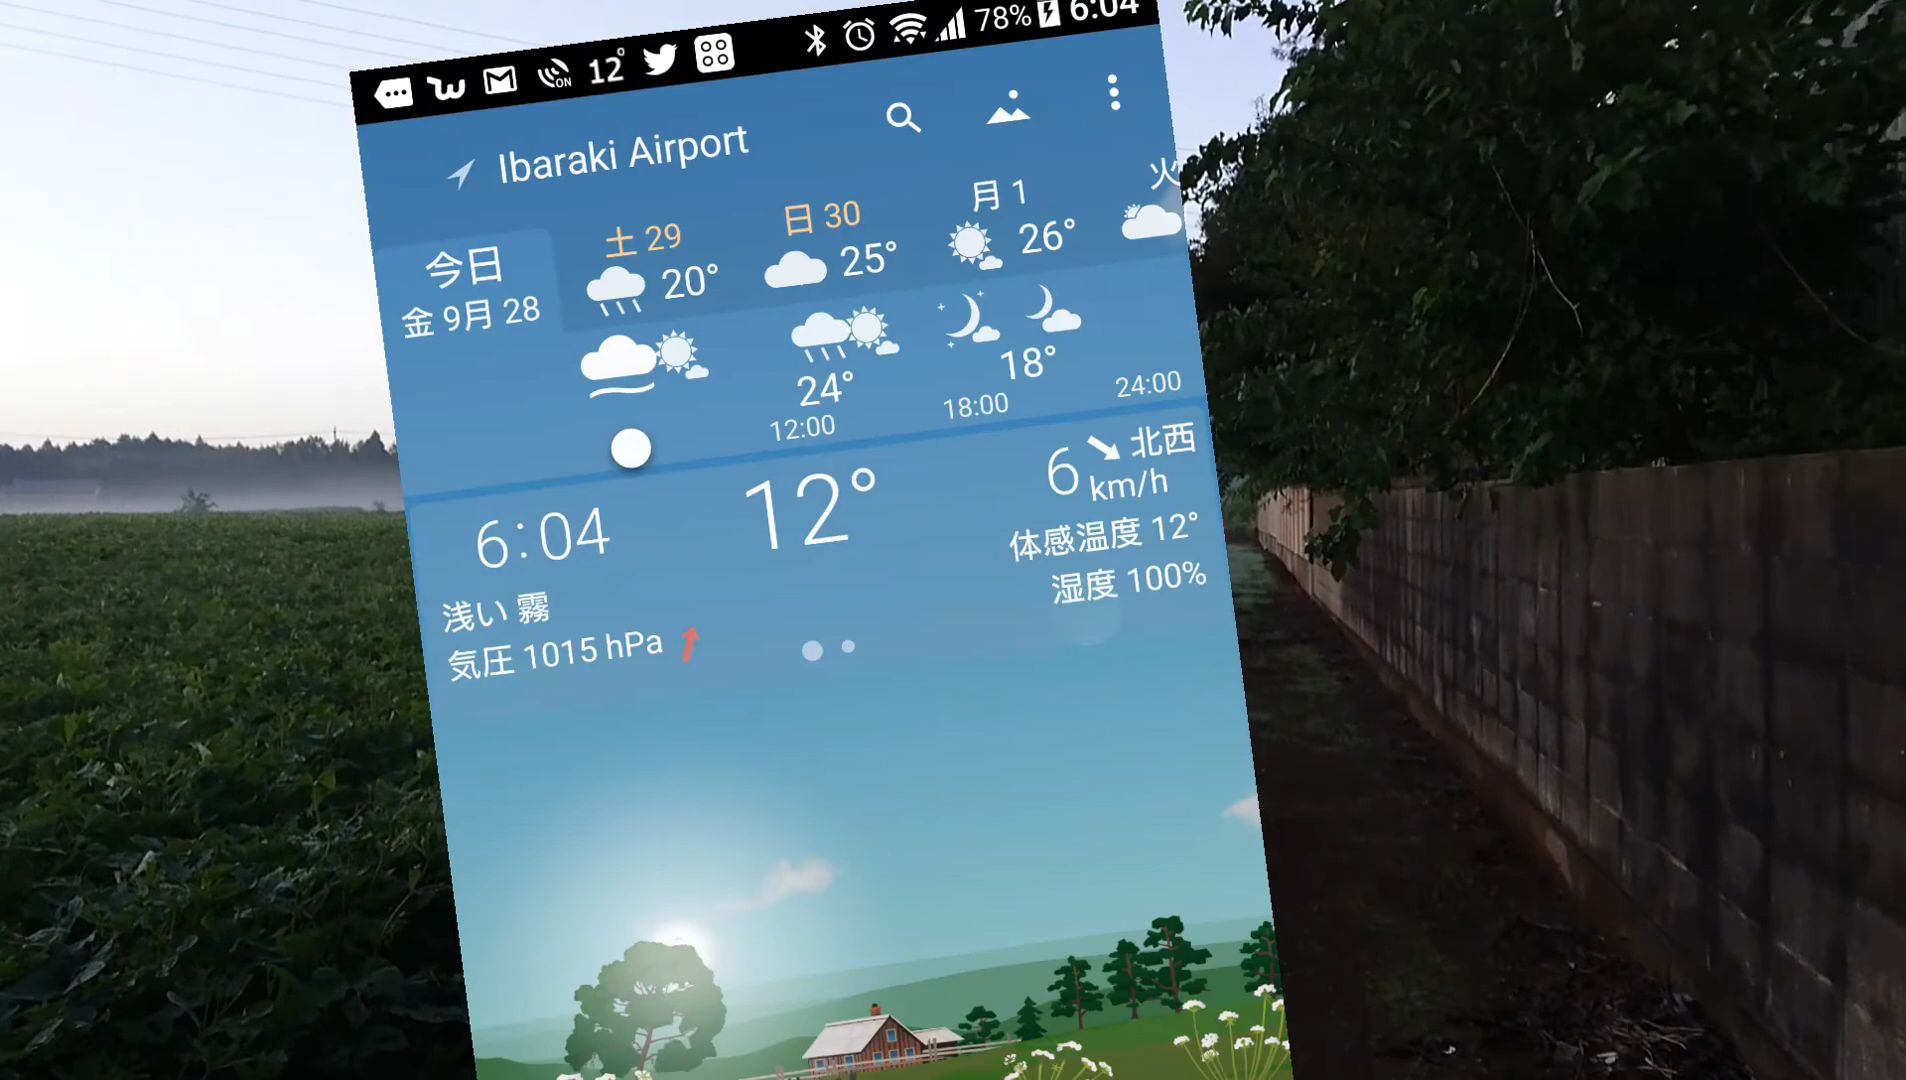 12° 78% 6:04
Ibaraki Airport
今日
金 9月 28
土 29
20°
日 30
25°
月 1
26°
火
24°
18°
12:00
18:00
24:00
6:04
浅い 霧
気圧 1015 hPa
12°
6 北西
km/h
体感温度 12°
湿度 100%